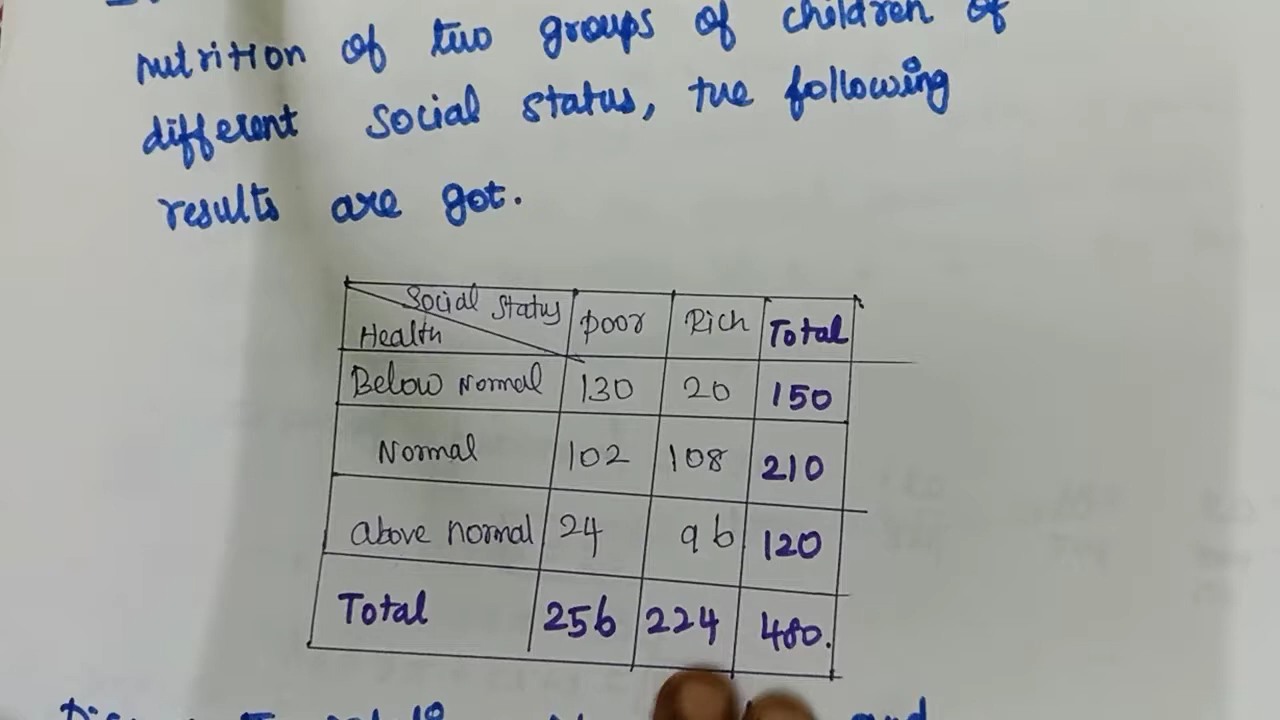 nutrition of two groups of children of
different social status, the following
results are got.
Social Status
Health
poor Rich Total
Below Normal 130 20 150
Normal 102 108 210
above normal 24 96 120
Total 256 224 480.
and